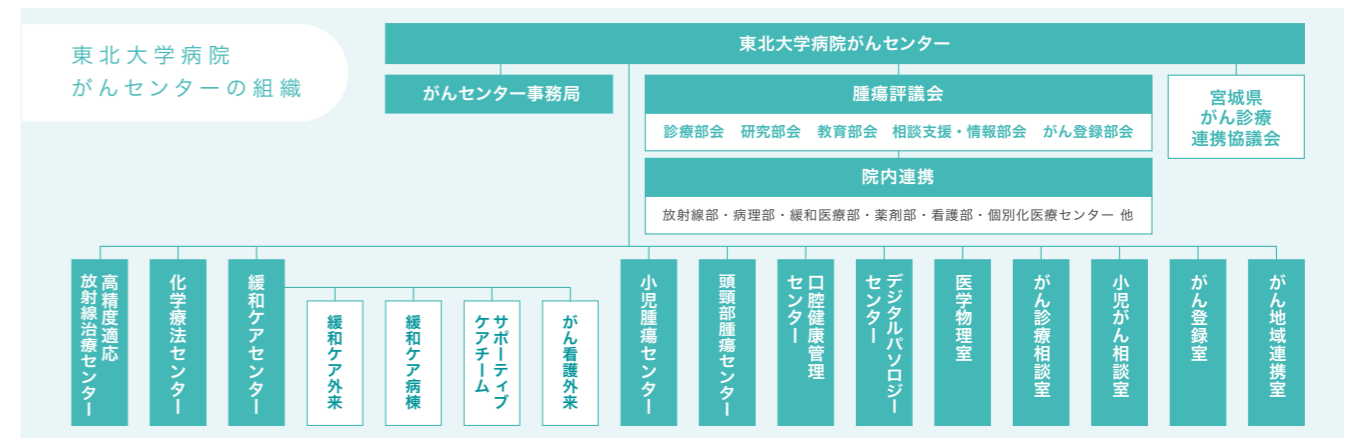 東北大学病院
がんセンターの組織
東北大学病院がんセンター
がんセンター事務局
腫瘍評議会
診療部会 研究部会 教育部会 相談支援・情報部会 がん登録部会
宮城県
がん診療
連携協議会
院内連携
放射線部・病理部・緩和医療部・薬剤部・看護部・個別化医療センター 他
高精度適応
放射線治療センター
化学療法センター
緩和ケアセンター
緩和ケア外来
緩和ケア病棟
サポーティブ
ケアチーム
がん看護外来
小児腫瘍センター
頭頸部腫瘍センター
口腔健康管理
センター
デジタルパソロジー
センター
医学物理室
がん診療相談室
小児がん相談室
がん登録室
がん地域連携室